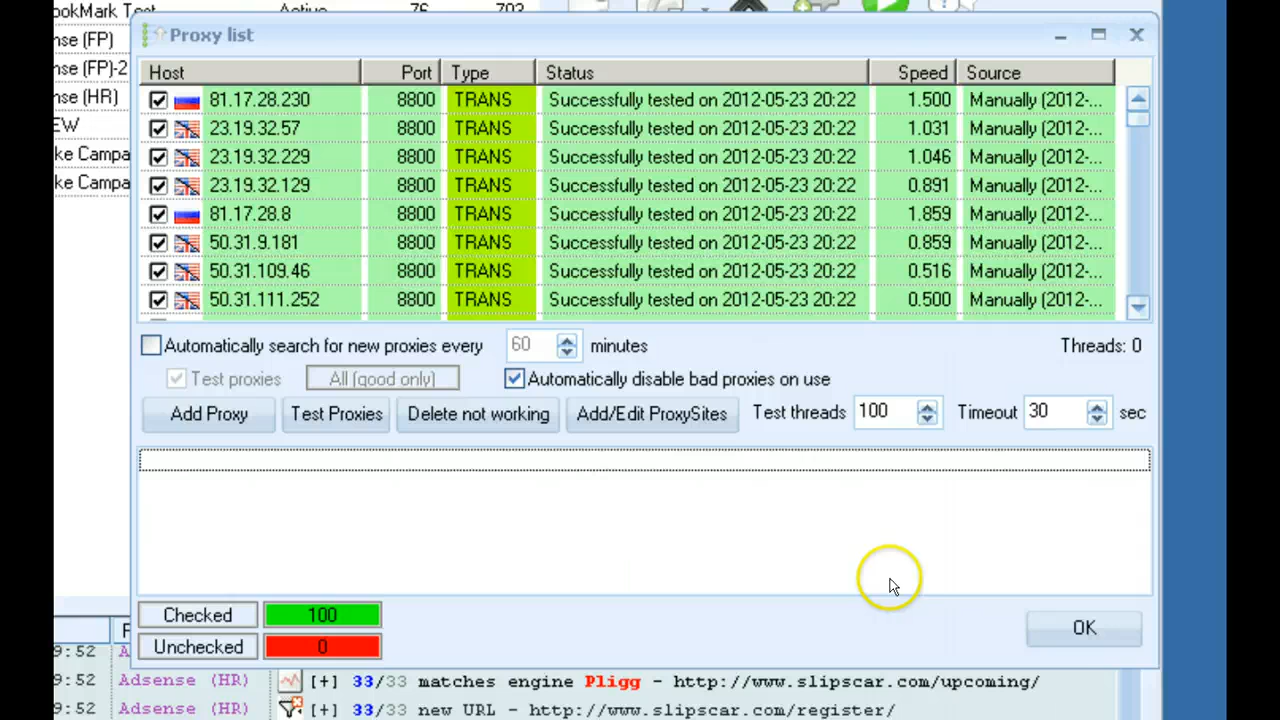 ookMark Test Active 76 703
nse (FP)
nse (FP)-2
nse (HR)
EW
ke Campa
ke Campa
Proxy list
Host Port Type Status Speed Source
81.17.28.230 8800 TRANS Successfully tested on 2012-05-23 20:22 1.500 Manually (2012-...
23.19.32.57 8800 TRANS Successfully tested on 2012-05-23 20:22 1.031 Manually (2012-...
23.19.32.229 8800 TRANS Successfully tested on 2012-05-23 20:22 1.046 Manually (2012-...
23.19.32.129 8800 TRANS Successfully tested on 2012-05-23 20:22 0.891 Manually (2012-...
81.17.28.8 8800 TRANS Successfully tested on 2012-05-23 20:22 1.859 Manually (2012-...
50.31.9.181 8800 TRANS Successfully tested on 2012-05-23 20:22 0.859 Manually (2012-...
50.31.109.46 8800 TRANS Successfully tested on 2012-05-23 20:22 0.516 Manually (2012-...
50.31.111.252 8800 TRANS Successfully tested on 2012-05-23 20:22 0.500 Manually (2012-...
Automatically search for new proxies every 60 minutes Threads: 0
Test proxies All (good only) Automatically disable bad proxies on use
Add Proxy Test Proxies Delete not working Add/Edit ProxySites Test threads 100 Timeout 30 sec
Checked 100
Unchecked 0
OK
9:52
9:52 Adsense (HR) [+] 33/33 matches engine Pligg - http://www.slipscar.com/upcoming/
9:52 Adsense (HR) [+] 33/33 new URL - http://www.slipscar.com/register/